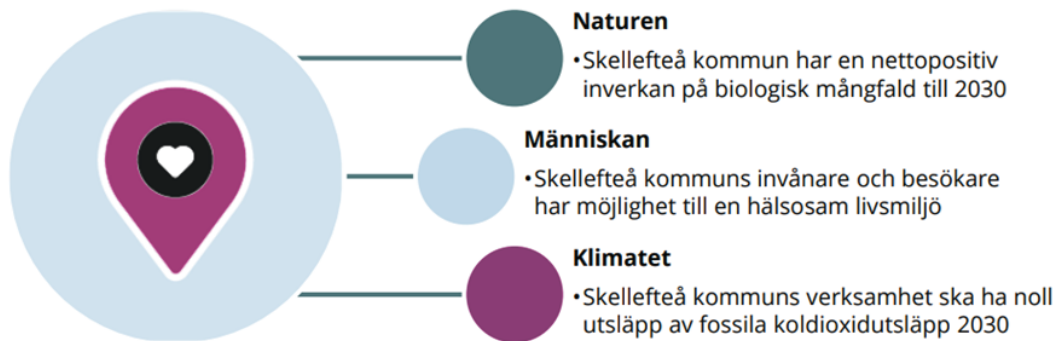 Naturen
•Skellefteå kommun har en nettopositiv
inverkan på biologisk mångfald till 2030
Människan
•Skellefteå kommuns invånare och besökare
har möjlighet till en hälsosam livsmiljö
Klimatet
•Skellefteå kommuns verksamhet ska ha noll
utsläpp av fossila koldioxidutsläpp 2030